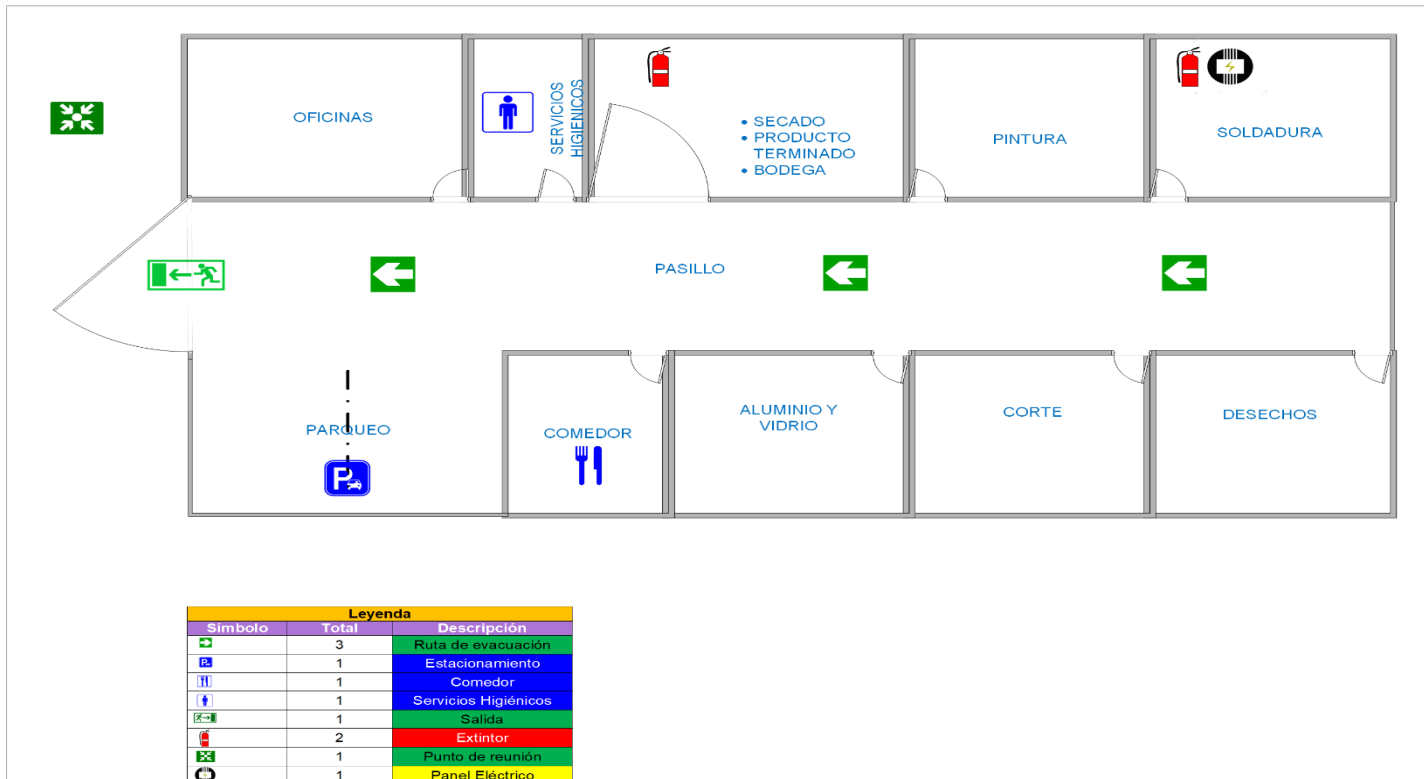 OFICINAS
SERVICIOS
HIGIENICOS
• SECADO
• PRODUCTO
TERMINADO
• BODEGA
PINTURA
SOLDADURA
PASILLO
PARQUEO
P
COMEDOR
ALUMINIO Y
VIDRIO
CORTE
DESECHOS
Leyenda
Símbolo Total Descripción
3 Ruta de evacuación
P 1 Estacionamiento
1 Comedor
1 Servicios Higiénicos
1 Salida
2 Extintor
1 Punto de reunión
1 Panel Eléctrico